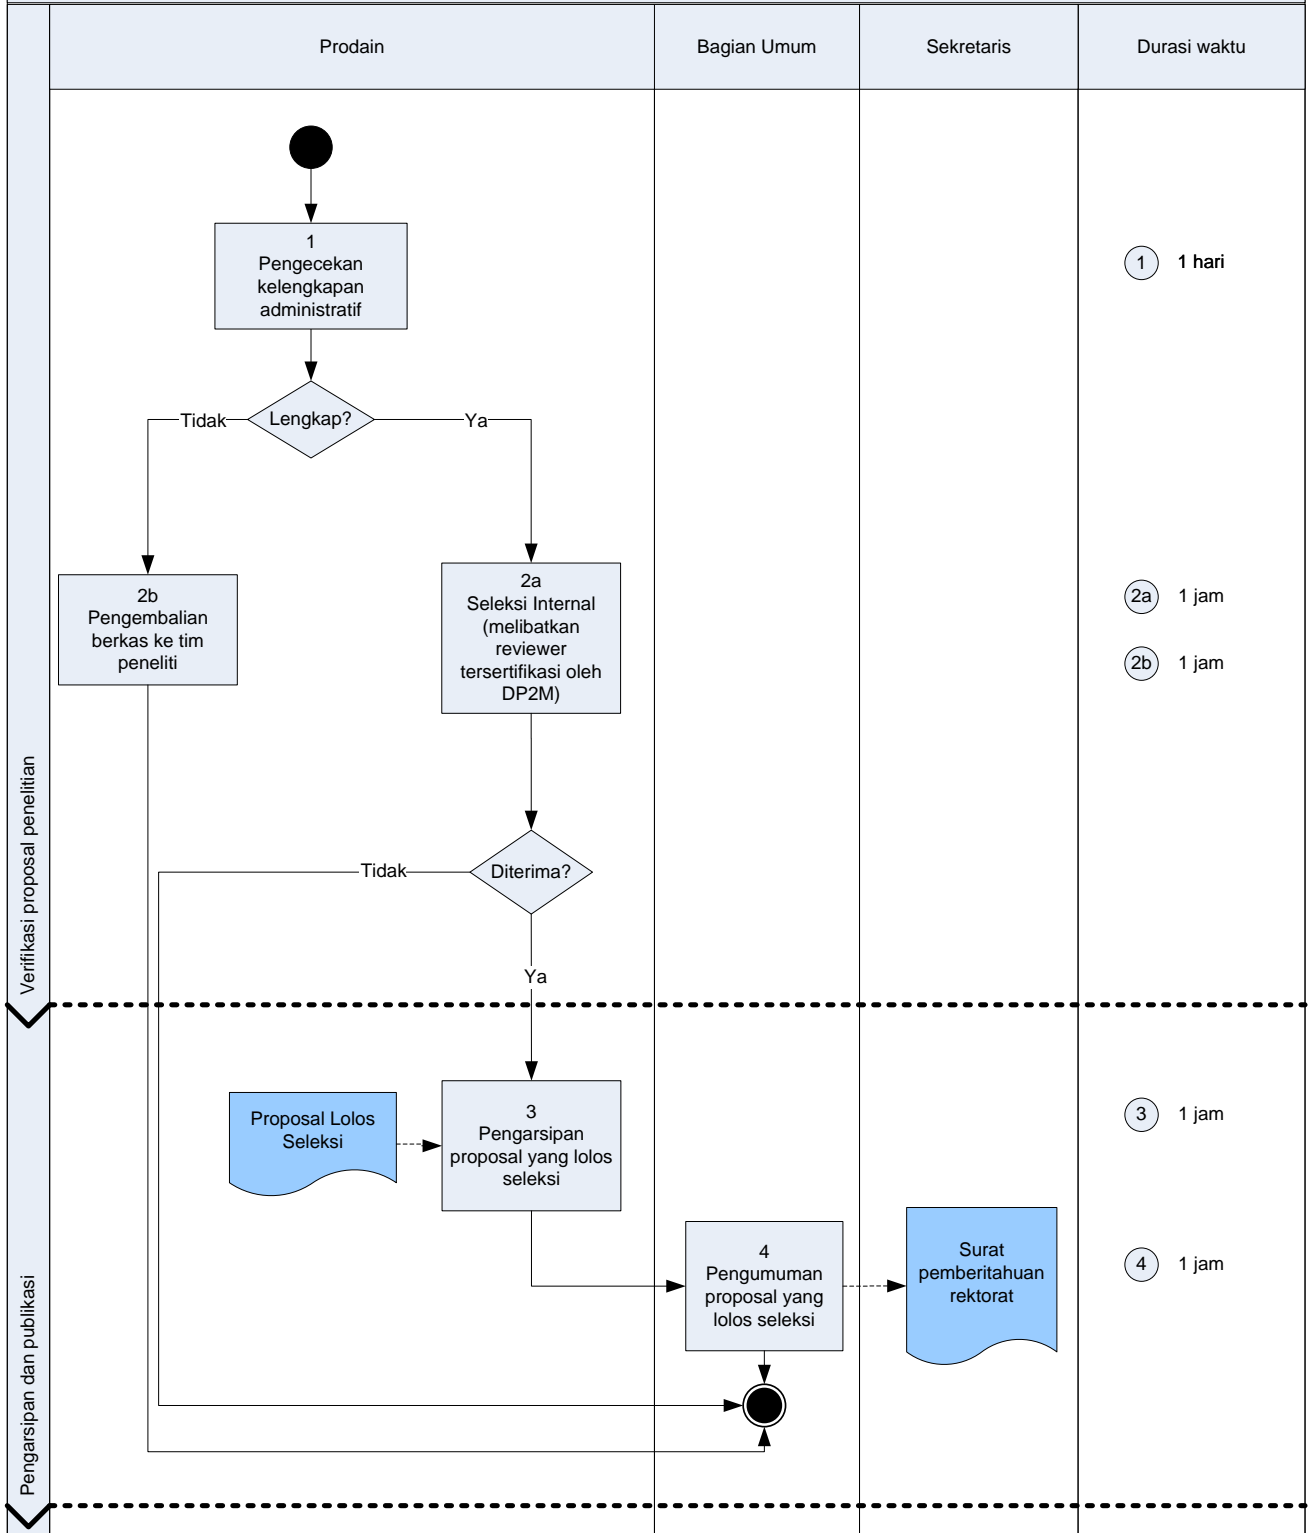 Prodain
Bagian Umum
Sekretaris
Durasi waktu
1
Pengecekan
kelengkapan
administratif
1
1 hari
Lengkap?
Tidak
Ya
2b
Pengembalian
berkas ke tim
peneliti
2a
Seleksi Internal
(melibatkan
reviewer
tersertifikasi oleh
DP2M)
2a
1 jam
2b
1 jam
Verifikasi proposal penelitian
Diterima?
Tidak
Ya
Proposal Lolos
Seleksi
3
Pengarsipan
proposal yang lolos
seleksi
3
1 jam
4
Pengumuman
proposal yang
lolos seleksi
Surat
pemberitahuan
rektorat
4
1 jam
Pengarsipan dan publikasi